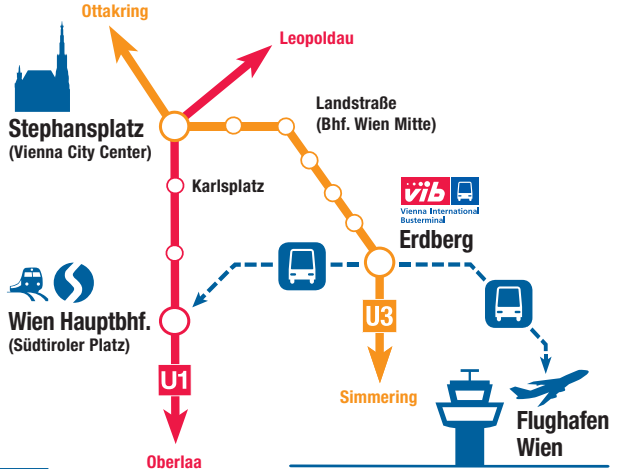 Ottakring
Leopoldau
Stephansplatz
(Vienna City Center)
Landstraße
(Bhf. Wien Mitte)
Karlsplatz
vib
Vienna International
Busterminal
Erdberg
Wien Hauptbhf.
(Südtiroler Platz)
U3
U1
Simmering
Flughafen
Wien
Oberlaa